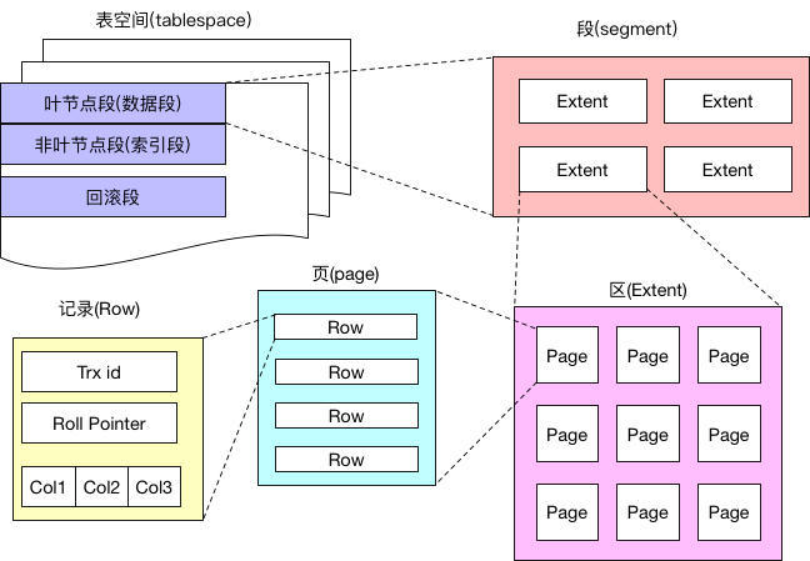 表空间(tablespace)
叶节点段(数据段)
非叶节点段(索引段)
回滚段
段(segment)
Extent Extent
Extent Extent
记录(Row)
Trx id
Roll Pointer
Col1 Col2 Col3
页(page)
Row
Row
Row
Row
区(Extent)
Page Page Page
Page Page Page
Page Page Page